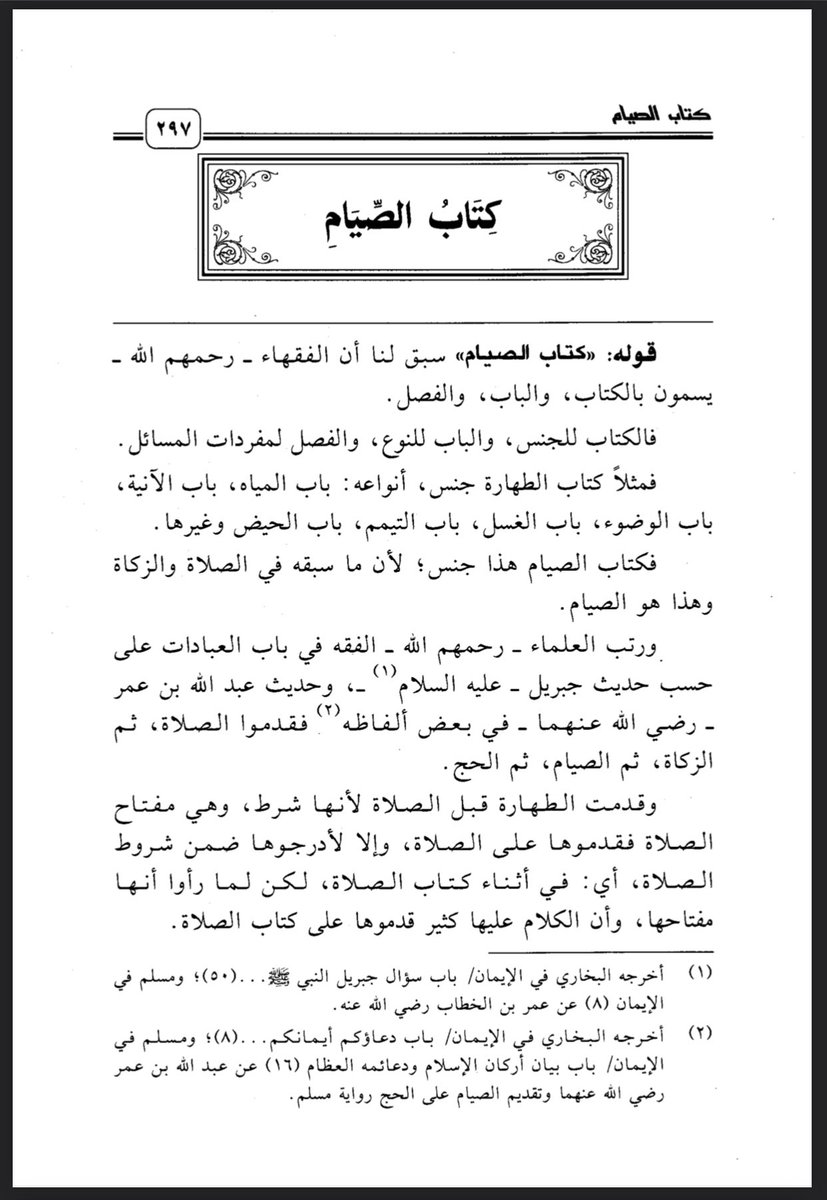 كتاب الصيام
٢٩٧
كِتَابُ الصِّيَامِ
قوله: «كتاب الصيام» سبق لنا أن الفقهاء ـ رحمهم الله ـ
يسمون بالكتاب، والباب، والفصل.
فالكتاب للجنس، والباب للنوع، والفصل لمفردات المسائل.
فمثلاً كتاب الطهارة جنس، أنواعه: باب المياه، باب الآنية،
باب الوضوء، باب الغسل، باب التيمم، باب الحيض وغيرها.
فكتاب الصيام هذا جنس؛ لأن ما سبقه في الصلاة والزكاة
وهذا هو الصيام.
ورتب العلماء ـ رحمهم الله ـ الفقه في باب العبادات على
حسب حديث جبريل ـ عليه السلام(١) ـ، وحديث عبد الله بن عمر
ـ رضي الله عنهما ـ في بعض ألفاظه(٢) فقدموا الصلاة، ثم
الزكاة، ثم الصيام، ثم الحج.
وقدمت الطهارة قبل الصلاة لأنها شرط، وهي مفتاح
الصلاة فقدموها على الصلاة، وإلا لأدرجوها ضمن شروط
الصلاة، أي: في أثناء كتاب الصلاة، لكن لما رأوا أنها
مفتاحها، وأن الكلام عليها كثير قدموها على كتاب الصلاة.
(١) أخرجه البخاري في الإيمان/ باب سؤال جبريل النبي ﷺ...(٥٠)؛ ومسلم في
الإيمان (٨) عن عمر بن الخطاب رضي الله عنه.
(٢) أخرجه البخاري في الإيمان/ باب دعاؤكم أيمانكم...(٨)؛ ومسلم في
الإيمان/ باب بيان أركان الإسلام ودعائمه العظام (١٦) عن عبد الله بن عمر
رضي الله عنهما وتقديم الصيام على الحج رواية مسلم.